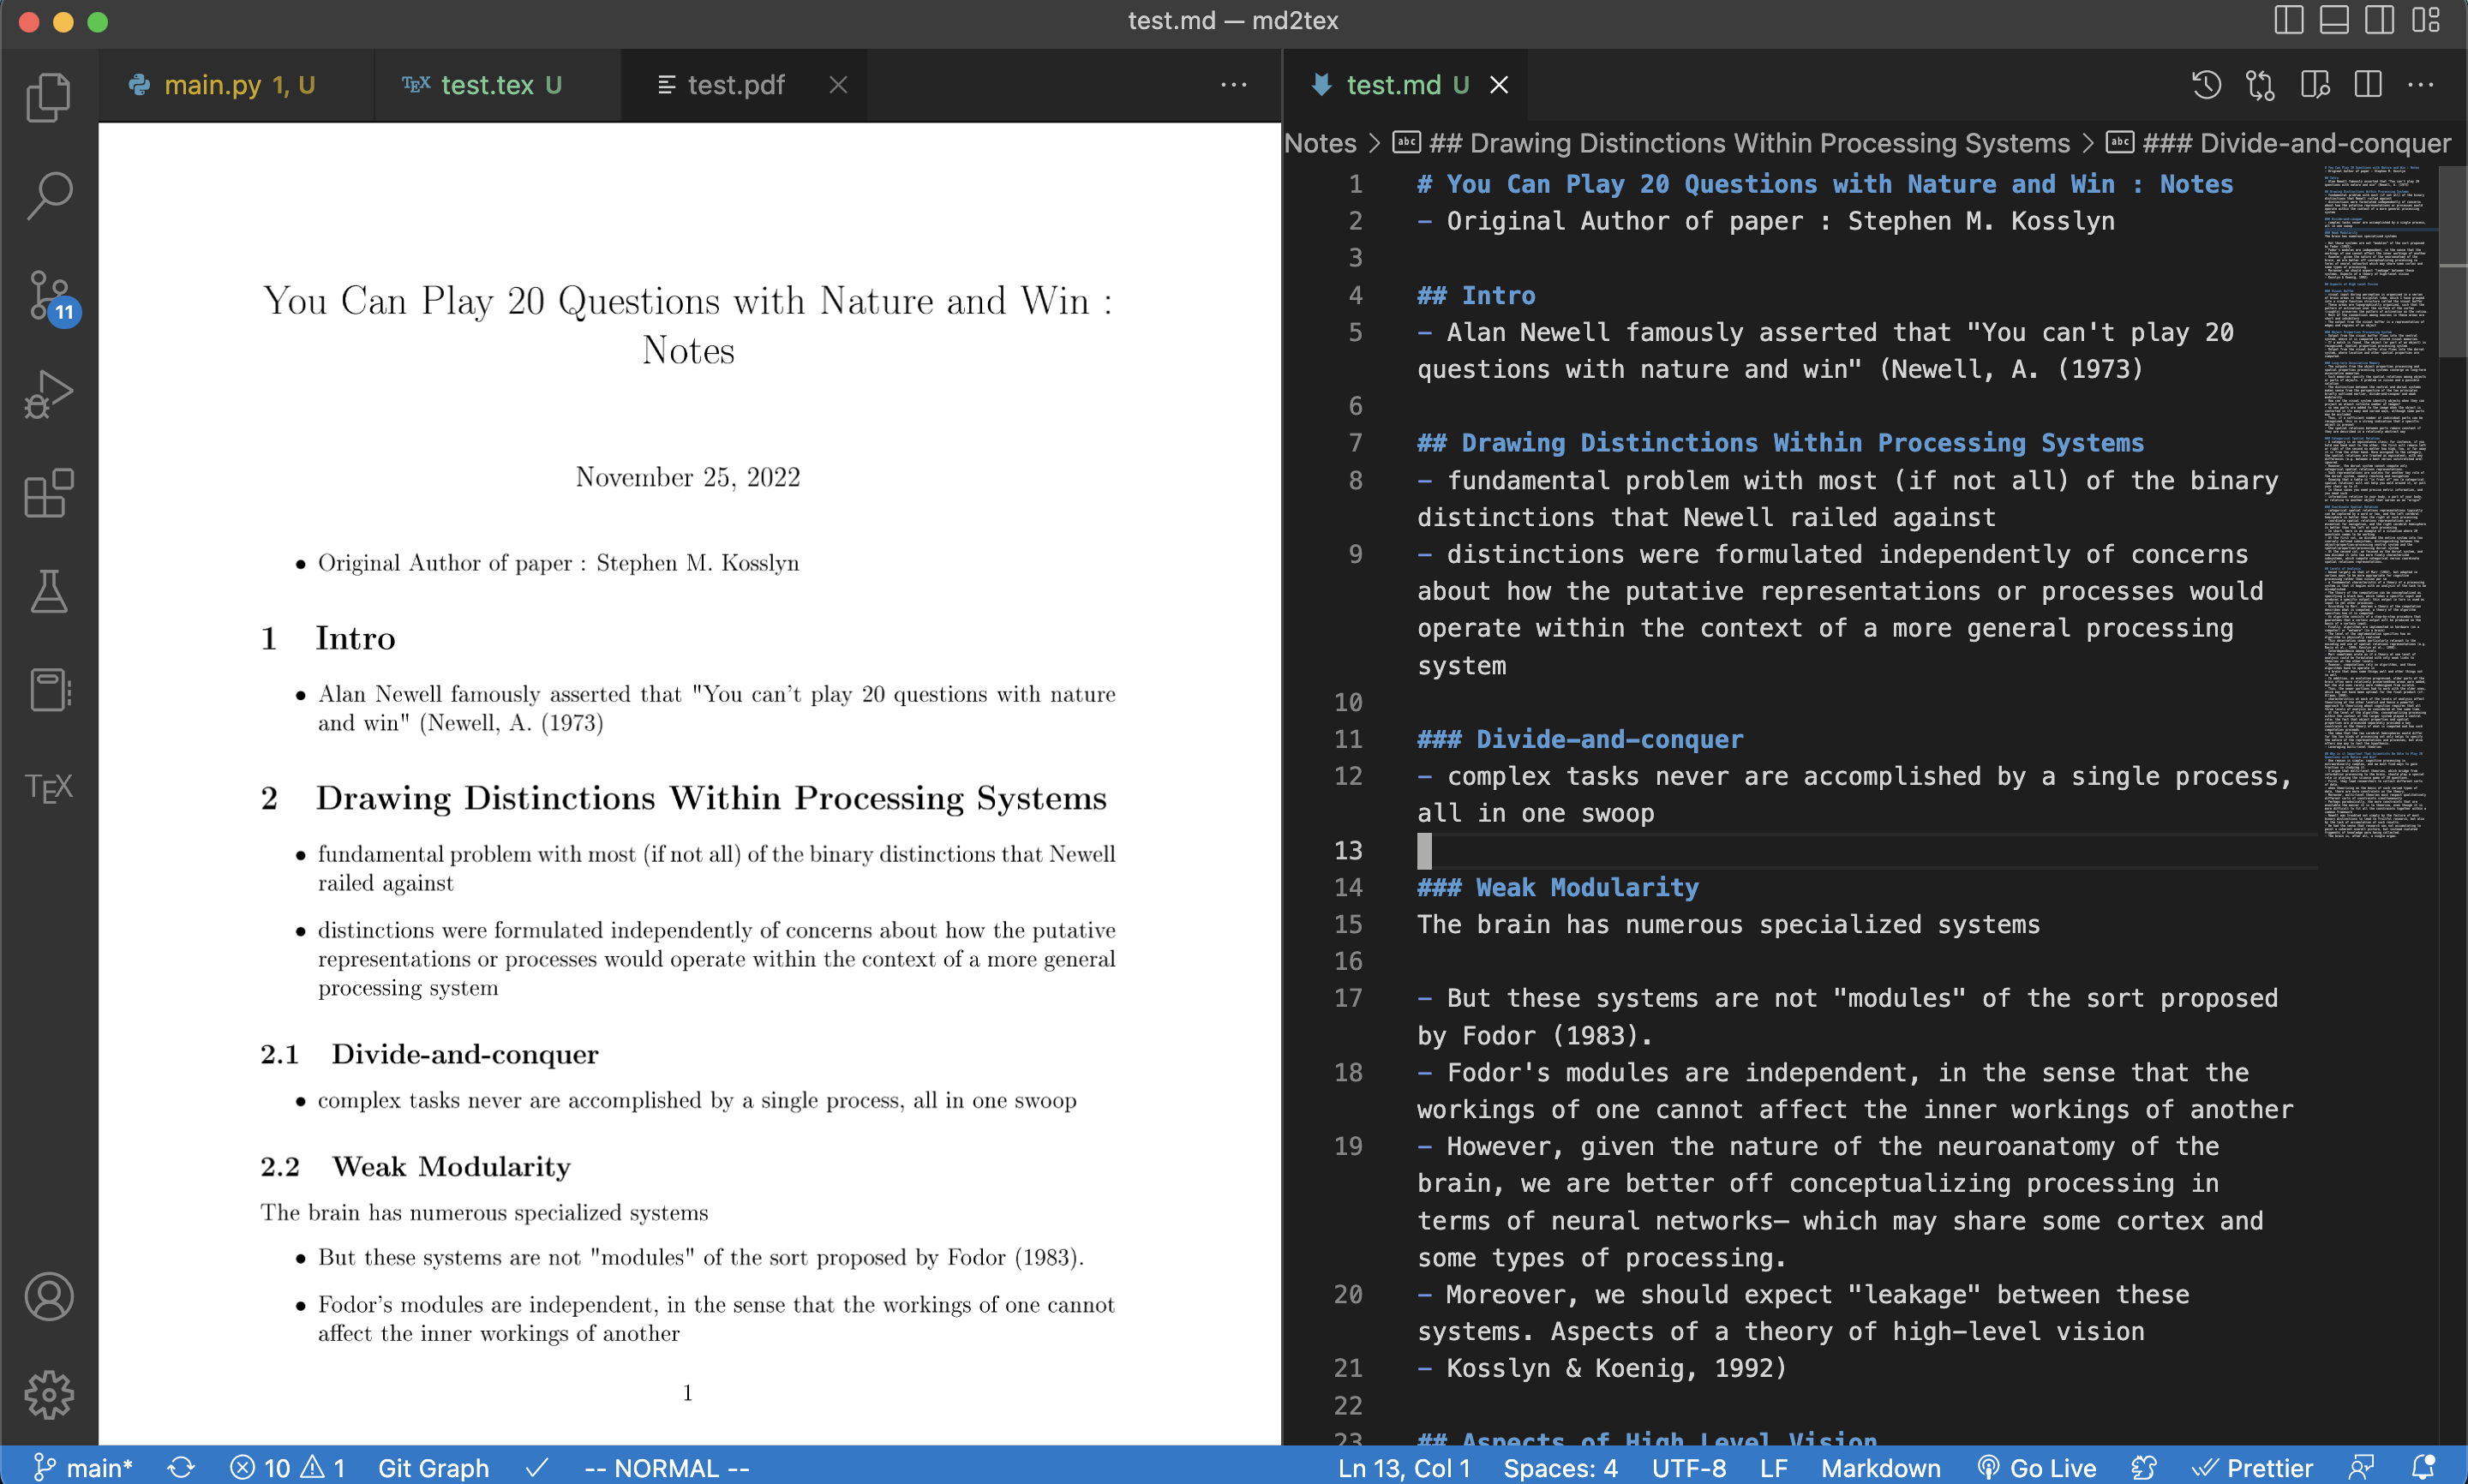 test.md — md2tex
main.py 1, U
TEX test.tex U
test.pdf
test.md U
Notes > ## Drawing Distinctions Within Processing Systems > ### Divide-and-conquer
11
TEX
You Can Play 20 Questions with Nature and Win :
Notes
November 25, 2022
• Original Author of paper : Stephen M. Kosslyn
1 Intro
• Alan Newell famously asserted that "You can't play 20 questions with nature
and win" (Newell, A. (1973)
2 Drawing Distinctions Within Processing Systems
• fundamental problem with most (if not all) of the binary distinctions that Newell
railed against
• distinctions were formulated independently of concerns about how the putative
representations or processes would operate within the context of a more general
processing system
2.1 Divide-and-conquer
• complex tasks never are accomplished by a single process, all in one swoop
2.2 Weak Modularity
The brain has numerous specialized systems
• But these systems are not "modules" of the sort proposed by Fodor (1983).
• Fodor's modules are independent, in the sense that the workings of one cannot
affect the inner workings of another
1
1 # You Can Play 20 Questions with Nature and Win : Notes
2 - Original Author of paper : Stephen M. Kosslyn
3
4 ## Intro
5 - Alan Newell famously asserted that "You can't play 20
questions with nature and win" (Newell, A. (1973)
6
7 ## Drawing Distinctions Within Processing Systems
8 - fundamental problem with most (if not all) of the binary
distinctions that Newell railed against
9 - distinctions were formulated independently of concerns
about how the putative representations or processes would
operate within the context of a more general processing
system
10
11 ### Divide-and-conquer
12 - complex tasks never are accomplished by a single process,
all in one swoop
13
14 ### Weak Modularity
15 The brain has numerous specialized systems
16
17 - But these systems are not "modules" of the sort proposed
by Fodor (1983).
18 - Fodor's modules are independent, in the sense that the
workings of one cannot affect the inner workings of another
19 - However, given the nature of the neuroanatomy of the
brain, we are better off conceptualizing processing in
terms of neural networks— which may share some cortex and
some types of processing.
20 - Moreover, we should expect "leakage" between these
systems. Aspects of a theory of high-level vision
21 - Kosslyn & Koenig, 1992)
22
23 ## Aspects of High Level Vision
main* 10 1 Git Graph -- NORMAL -- Ln 13, Col 1 Spaces: 4 UTF-8 LF Markdown Go Live Prettier